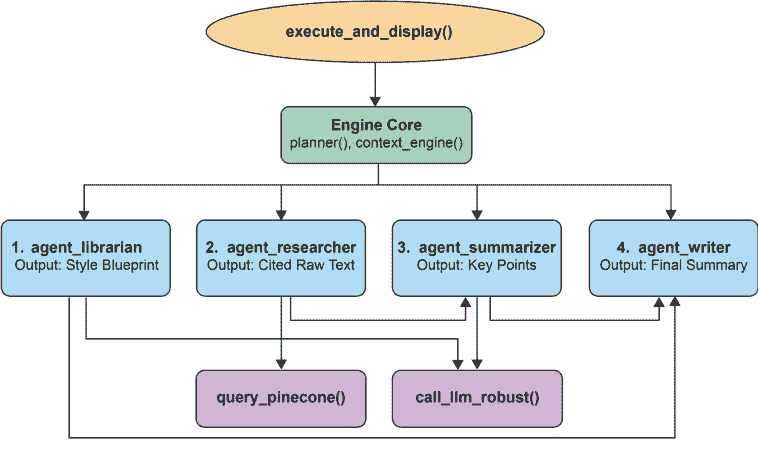 execute_and_display()
Engine Core
planner(), context_engine()
1. agent_librarian
Output: Style Blueprint
2. agent_researcher
Output: Cited Raw Text
3. agent_summarizer
Output: Key Points
4. agent_writer
Output: Final Summary
query_pinecone()
call_llm_robust()